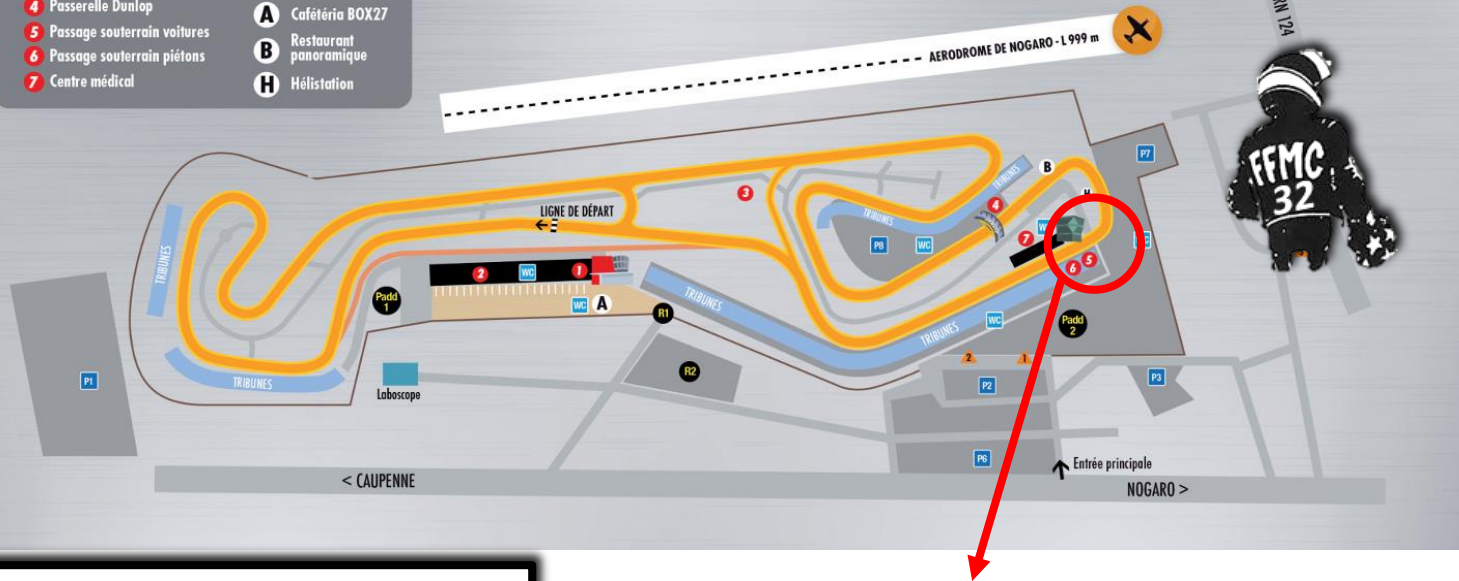 4 Passerelle Dunlop
5 Passage souterrain voitures
6 Passage souterrain piétons
7 Centre médical
A Cafétéria BOX27
B Restaurant
panoramique
H Hélistation
AERODROME DE NOGARO - L 999 m
RN 124
FFMC
32
P7
B
H
TRIBUNES
4
3
TRIBUNES
P8
WC
7
5
6
LIGNE DE DÉPART
TRIBUNES
2
WC
1
WC
A
Padd
1
TRIBUNES
R1
TRIBUNES
WC
Padd
2
2
1
R2
P1
TRIBUNES
Laboscope
P2
P3
P6
Entrée principale
< CAUPENNE
NOGARO >